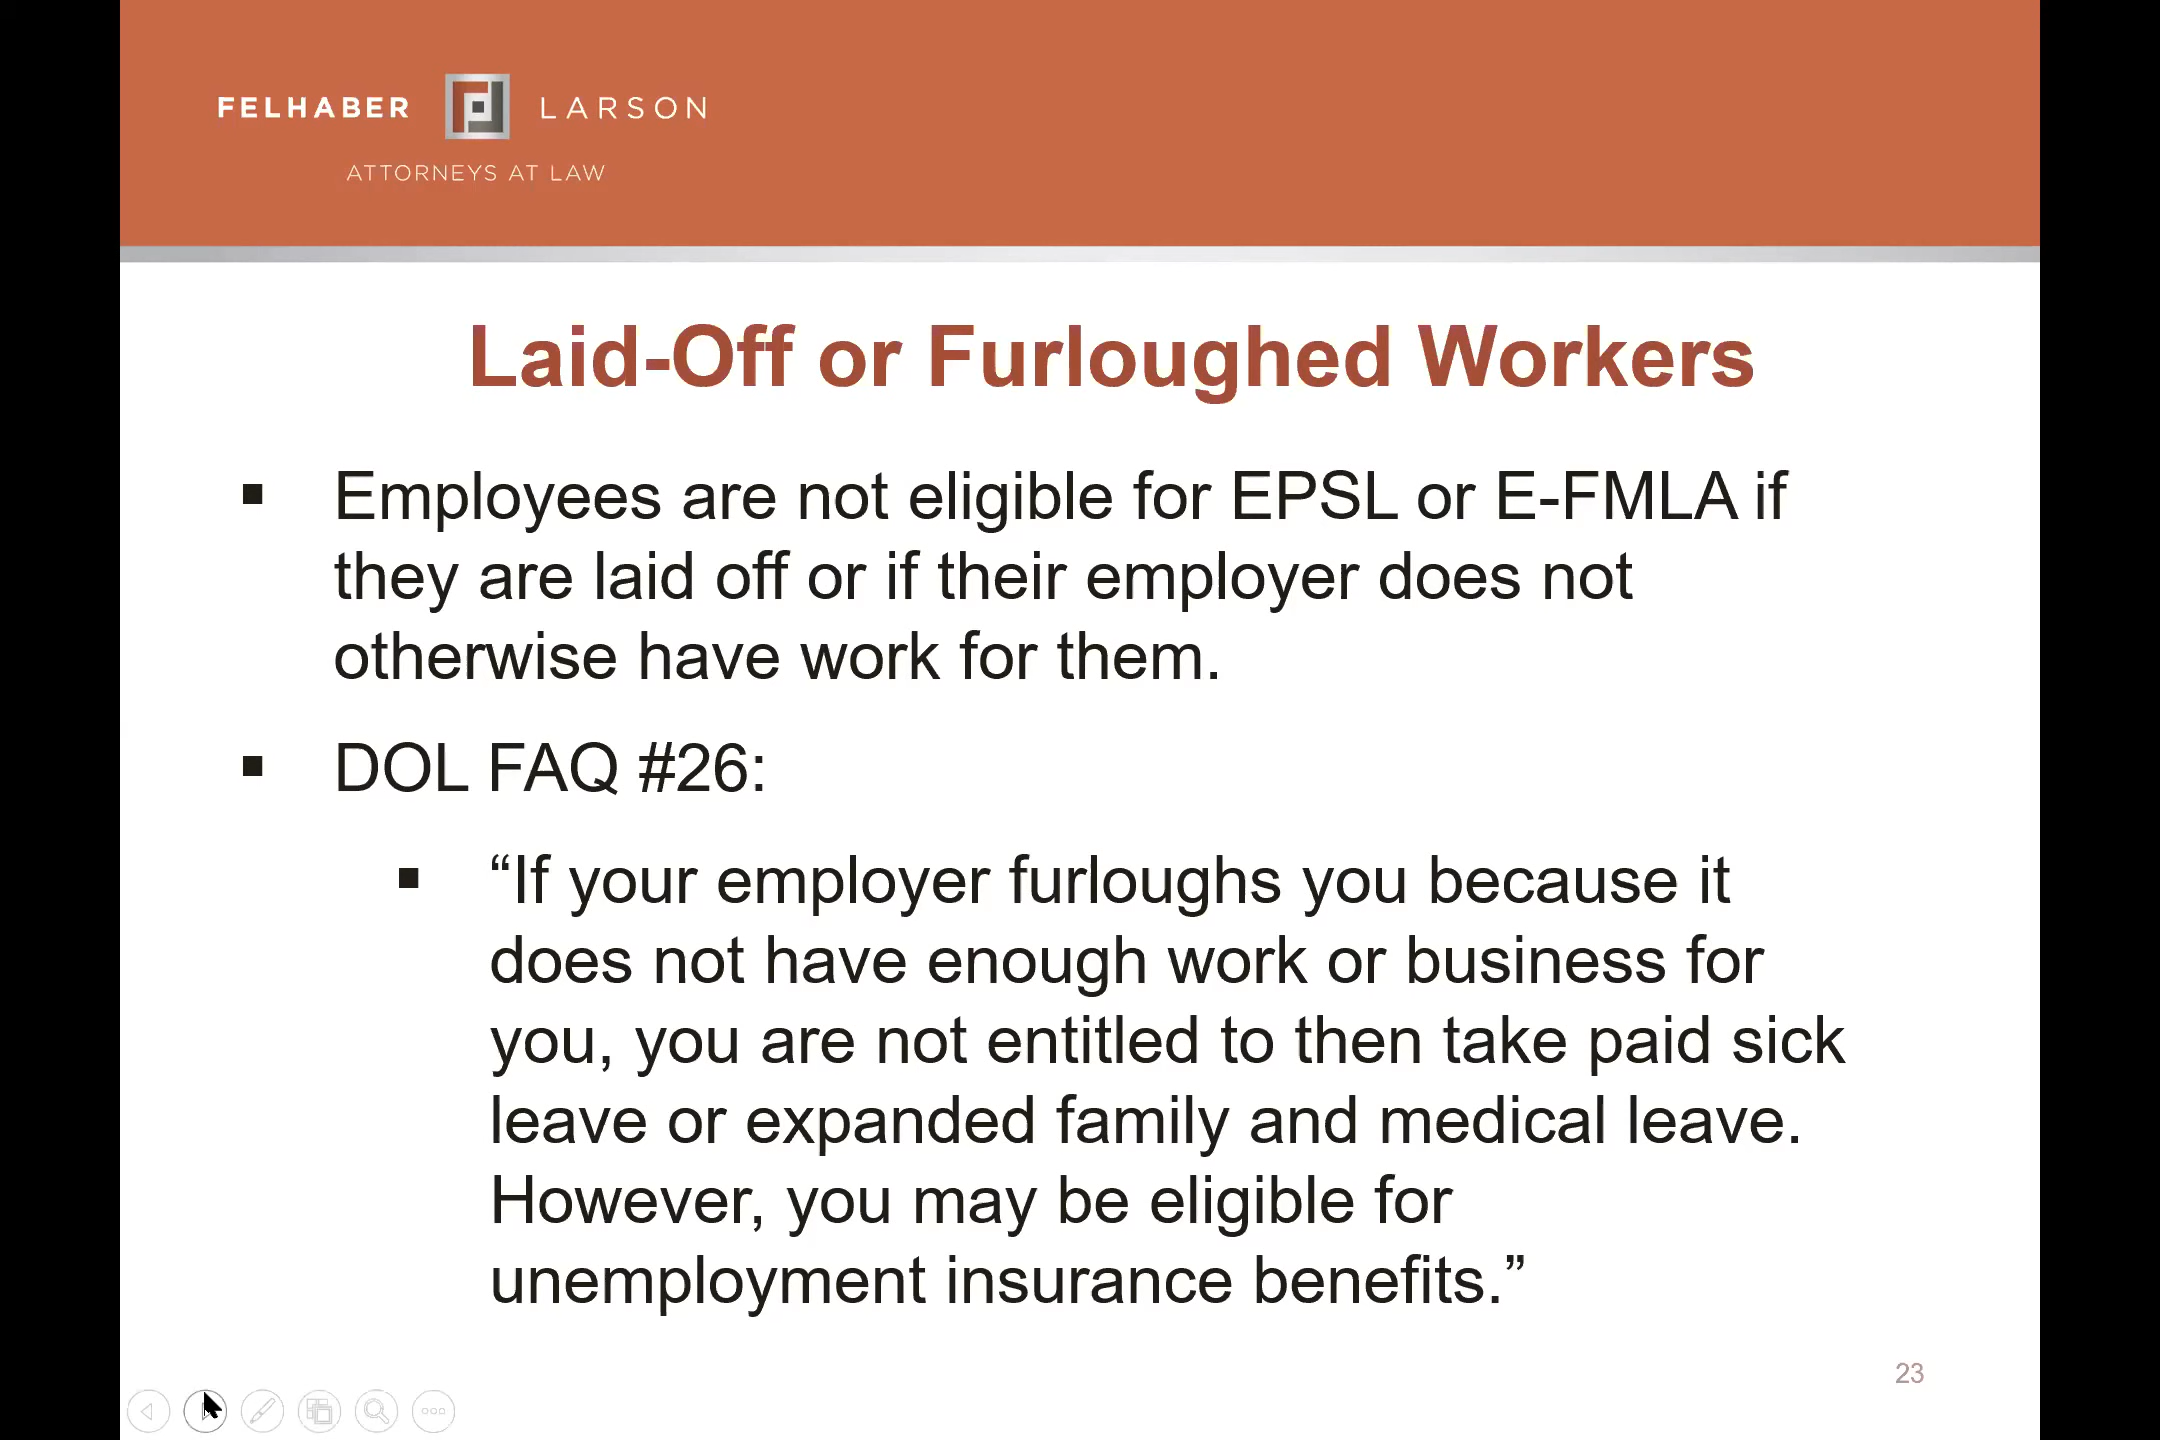 FELHABER LARSON
ATTORNEYS AT LAW
Laid-Off or Furloughed Workers
▪ Employees are not eligible for EPSL or E-FMLA if
they are laid off or if their employer does not
otherwise have work for them.
▪ DOL FAQ #26:
▪ “If your employer furloughs you because it
does not have enough work or business for
you, you are not entitled to then take paid sick
leave or expanded family and medical leave.
However, you may be eligible for
unemployment insurance benefits.”
23